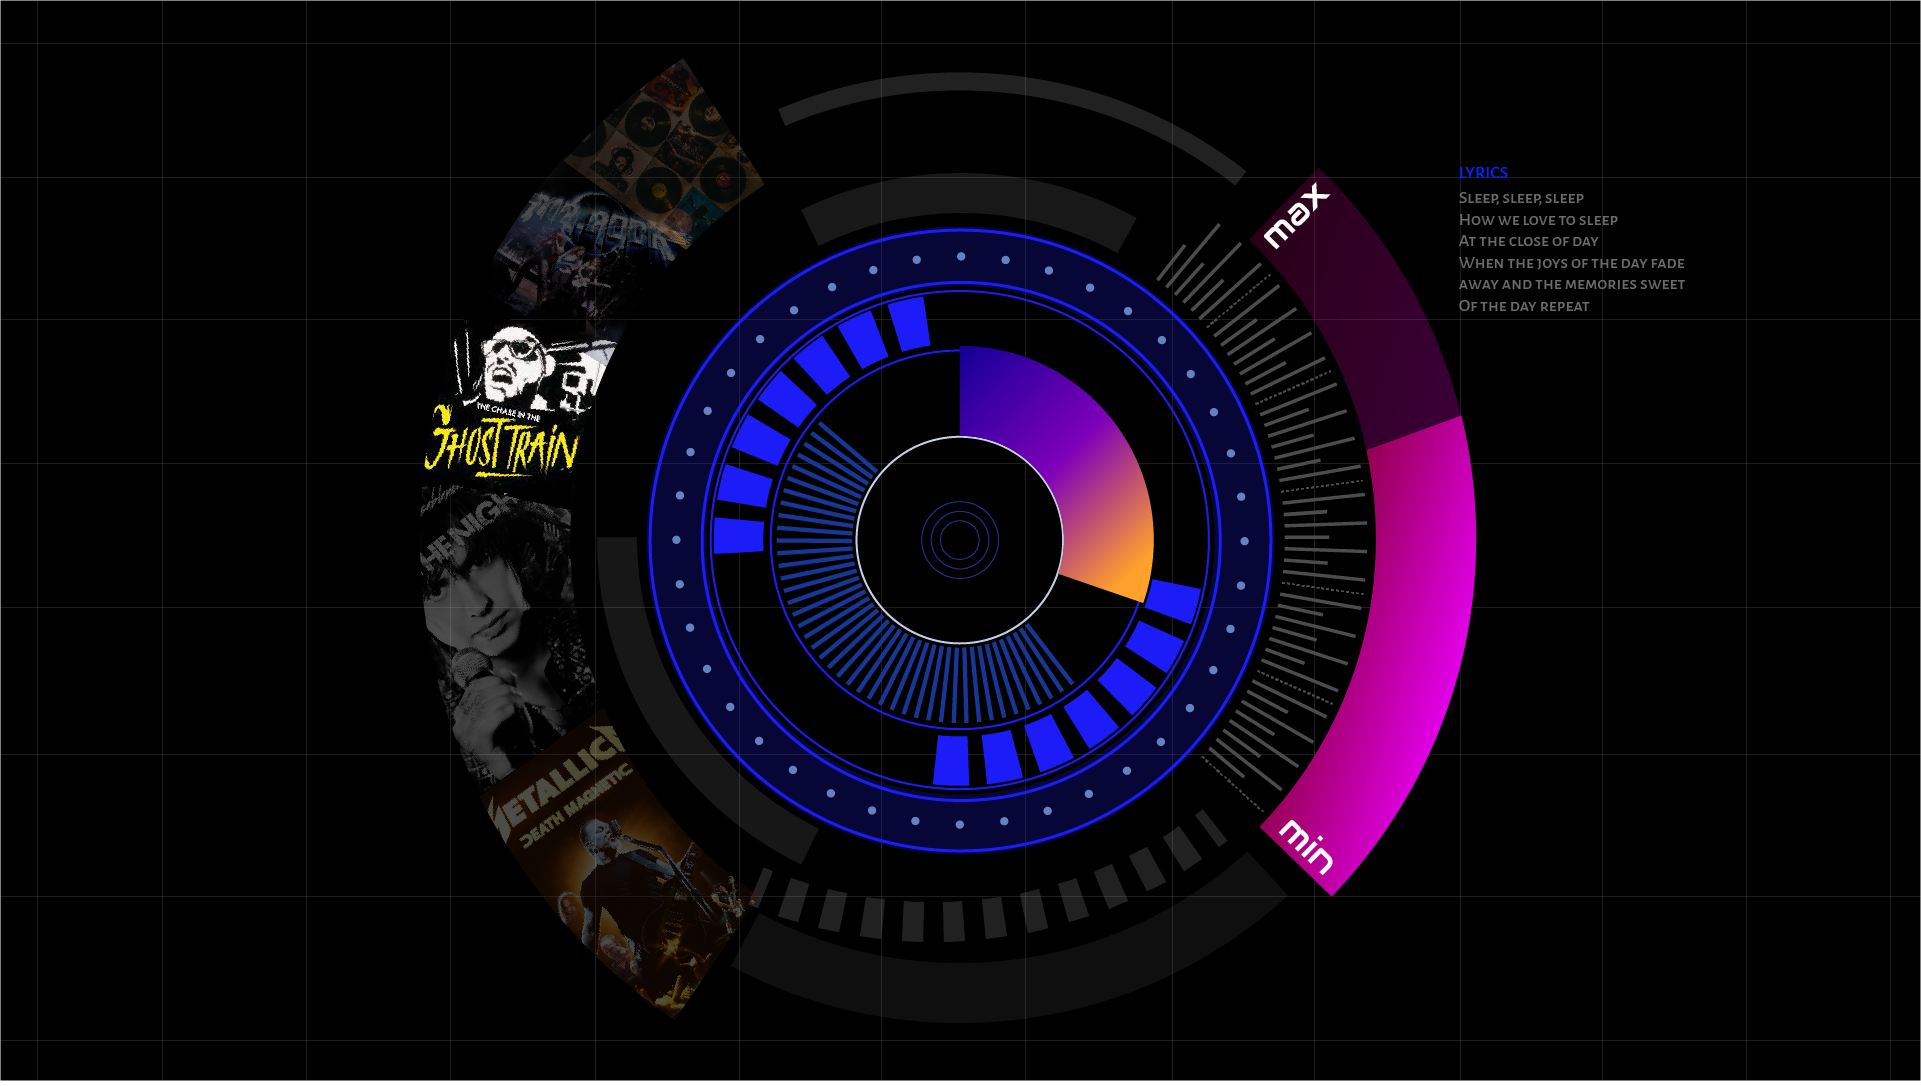 max
LYRICS
Sleep, sleep, sleep
How we love to sleep
At the close of day
When the joys of the day fade
away and the memories sweet
Of the day repeat
THE CHASE IN THE
GHOST TRAIN
HENIG
METALLIC
DEATH MAGNETIC
min